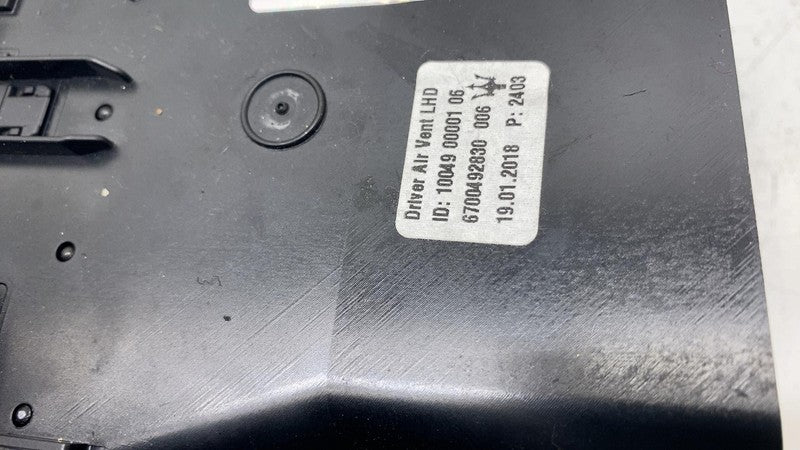 Driver Air Vent LHD
ID: 10049 00001 06
6700492830 006
19.01.2018 P: 2403